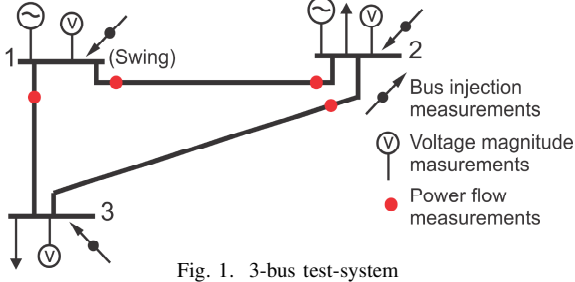 V
V
1
(Swing)
2
Bus injection
measurements
V
Voltage magnitude
masurements
Power flow
measurements
3
V
Fig. 1. 3-bus test-system